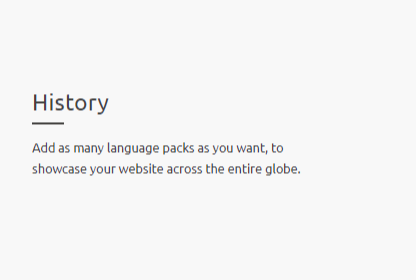 History
Add as many language packs as you want, to
showcase your website across the entire globe.